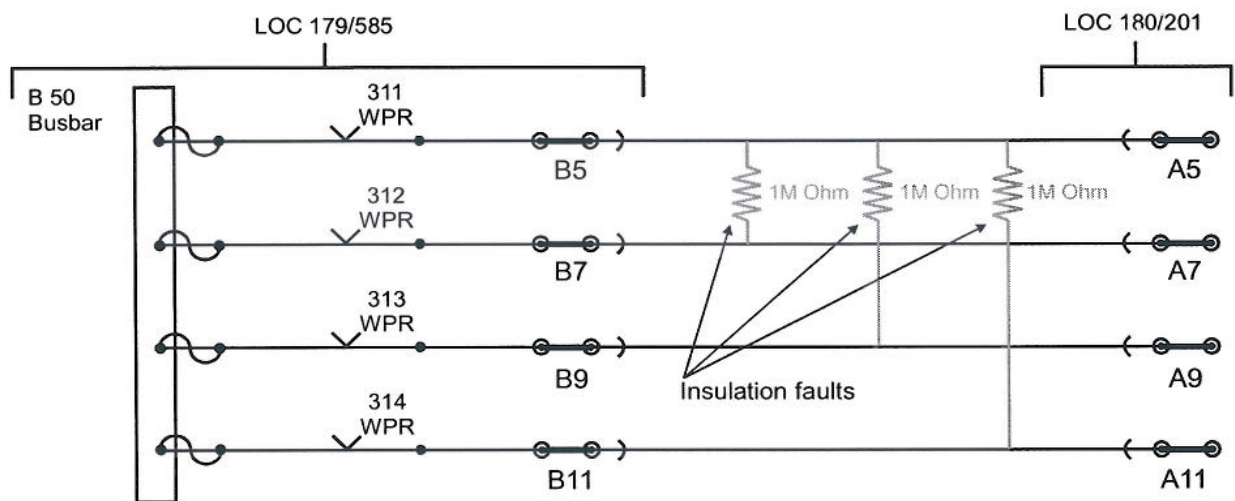 LOC 179/585
LOC 180/201
B 50
Busbar
311
WPR
B5
1M Ohm
1M Ohm
1M Ohm
A5
312
WPR
B7
A7
313
WPR
B9
Insulation faults
A9
314
WPR
B11
A11